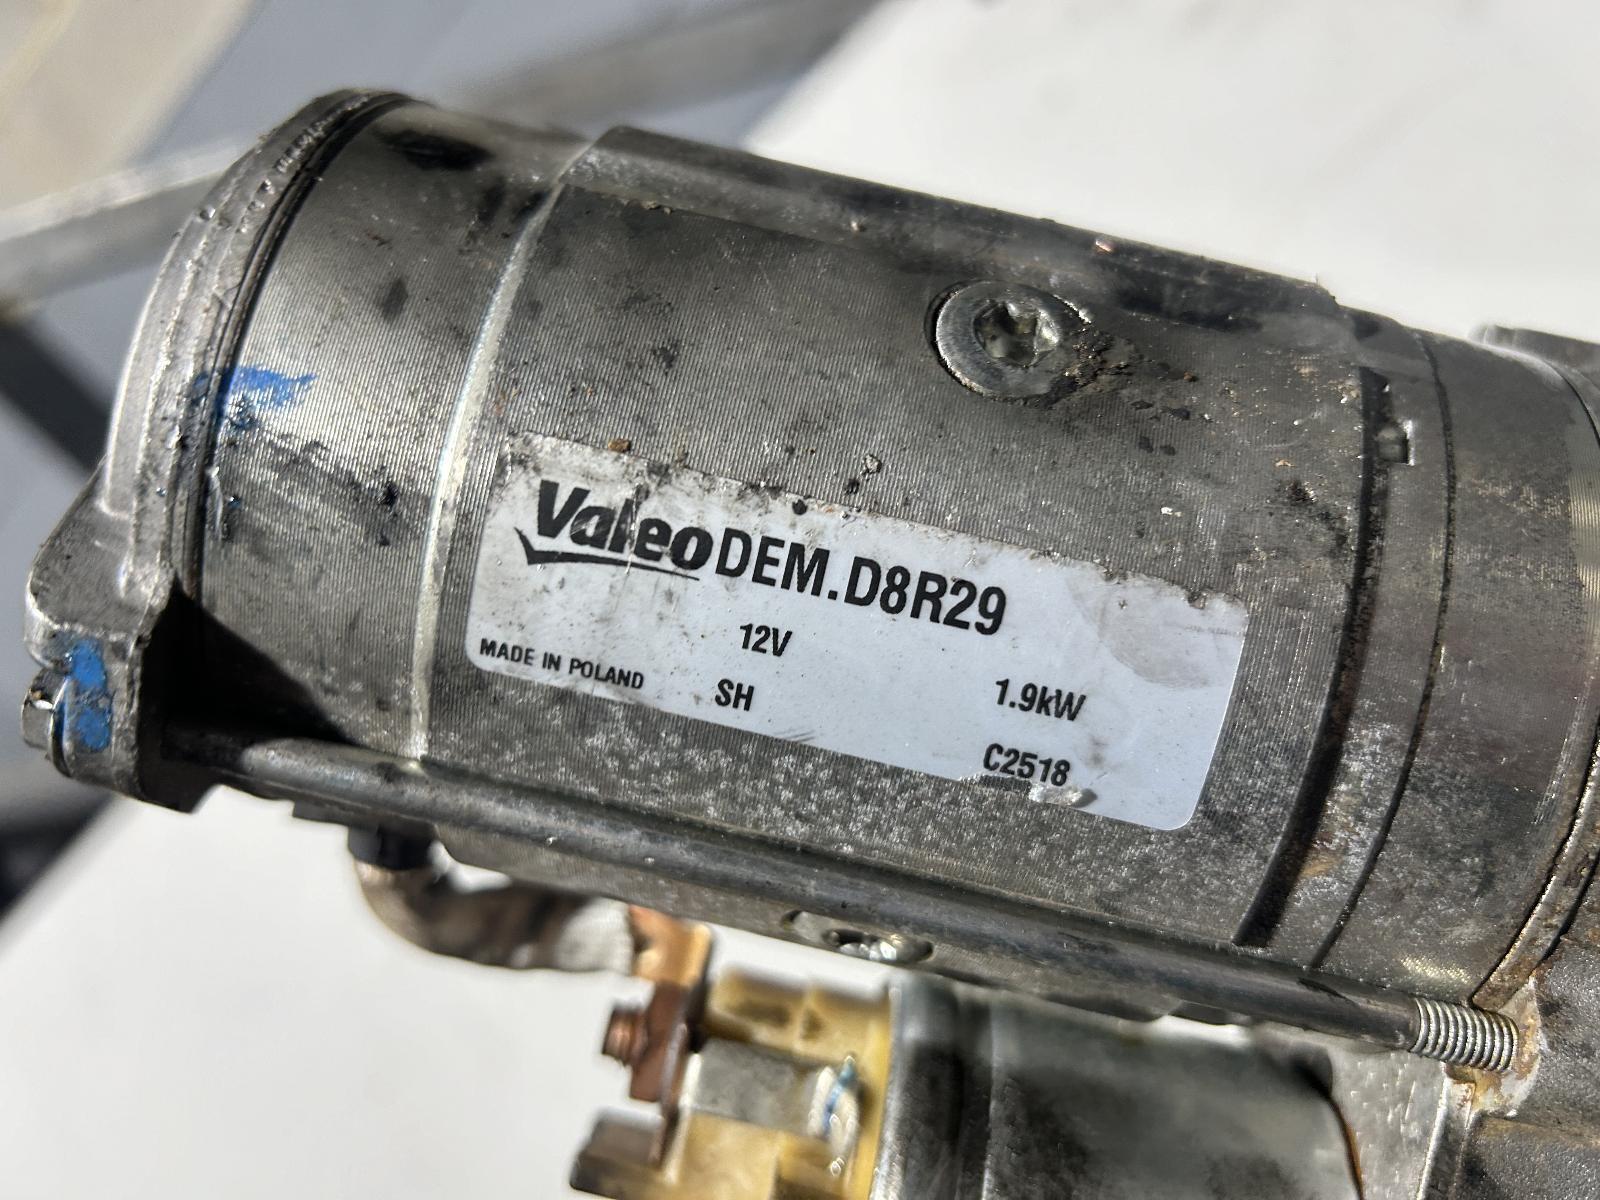 Valeo DEM.D8R29
12V
MADE IN POLAND SH 1.9kW
C2518